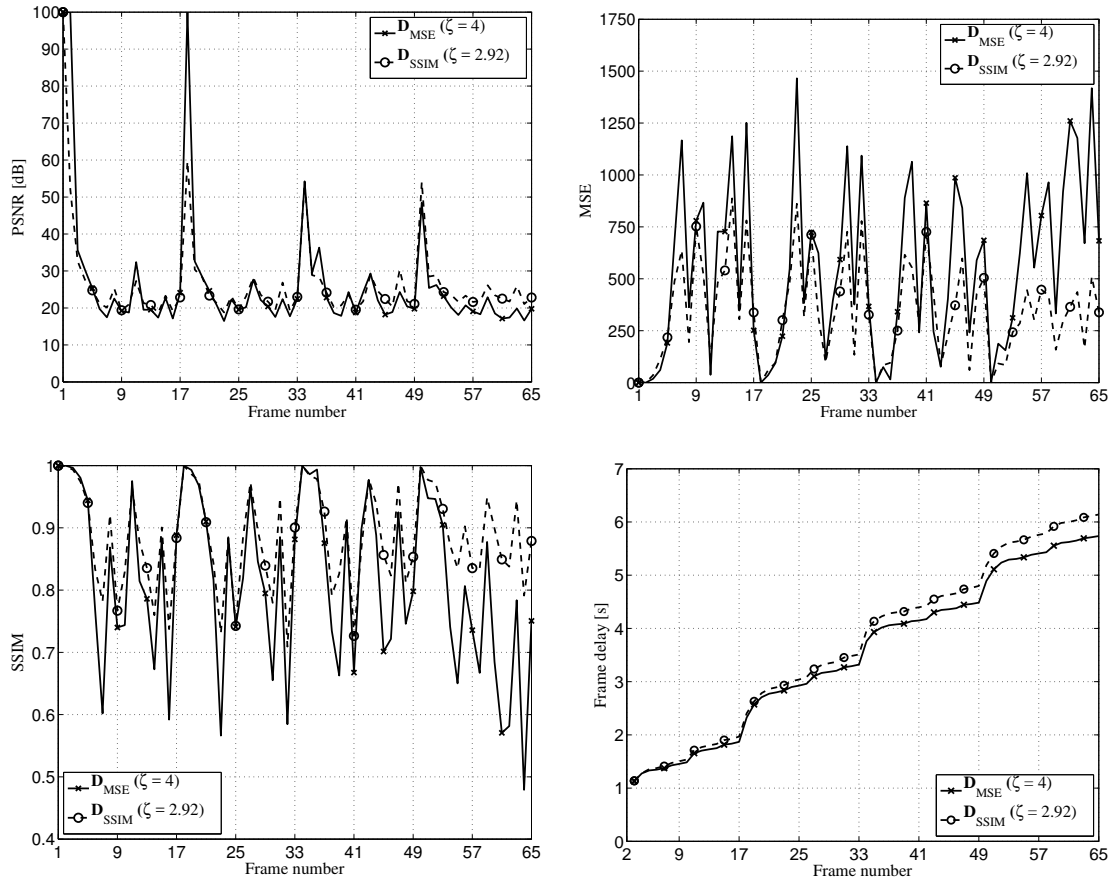 100
90
80
70
60
50
40
30
20
10
0
PSNR [dB]
1 9 17 25 33 41 49 57 65
Frame number
D_MSE (ζ = 4)
D_SSIM (ζ = 2.92)
1750
1500
1250
1000
750
500
250
0
MSE
1 9 17 25 33 41 49 57 65
Frame number
D_MSE (ζ = 4)
D_SSIM (ζ = 2.92)
1
0.9
0.8
0.7
0.6
0.5
0.4
SSIM
1 9 17 25 33 41 49 57 65
Frame number
D_MSE (ζ = 4)
D_SSIM (ζ = 2.92)
7
6
5
4
3
2
1
0
Frame delay [s]
2 9 17 25 33 41 49 57 65
Frame number
D_MSE (ζ = 4)
D_SSIM (ζ = 2.92)